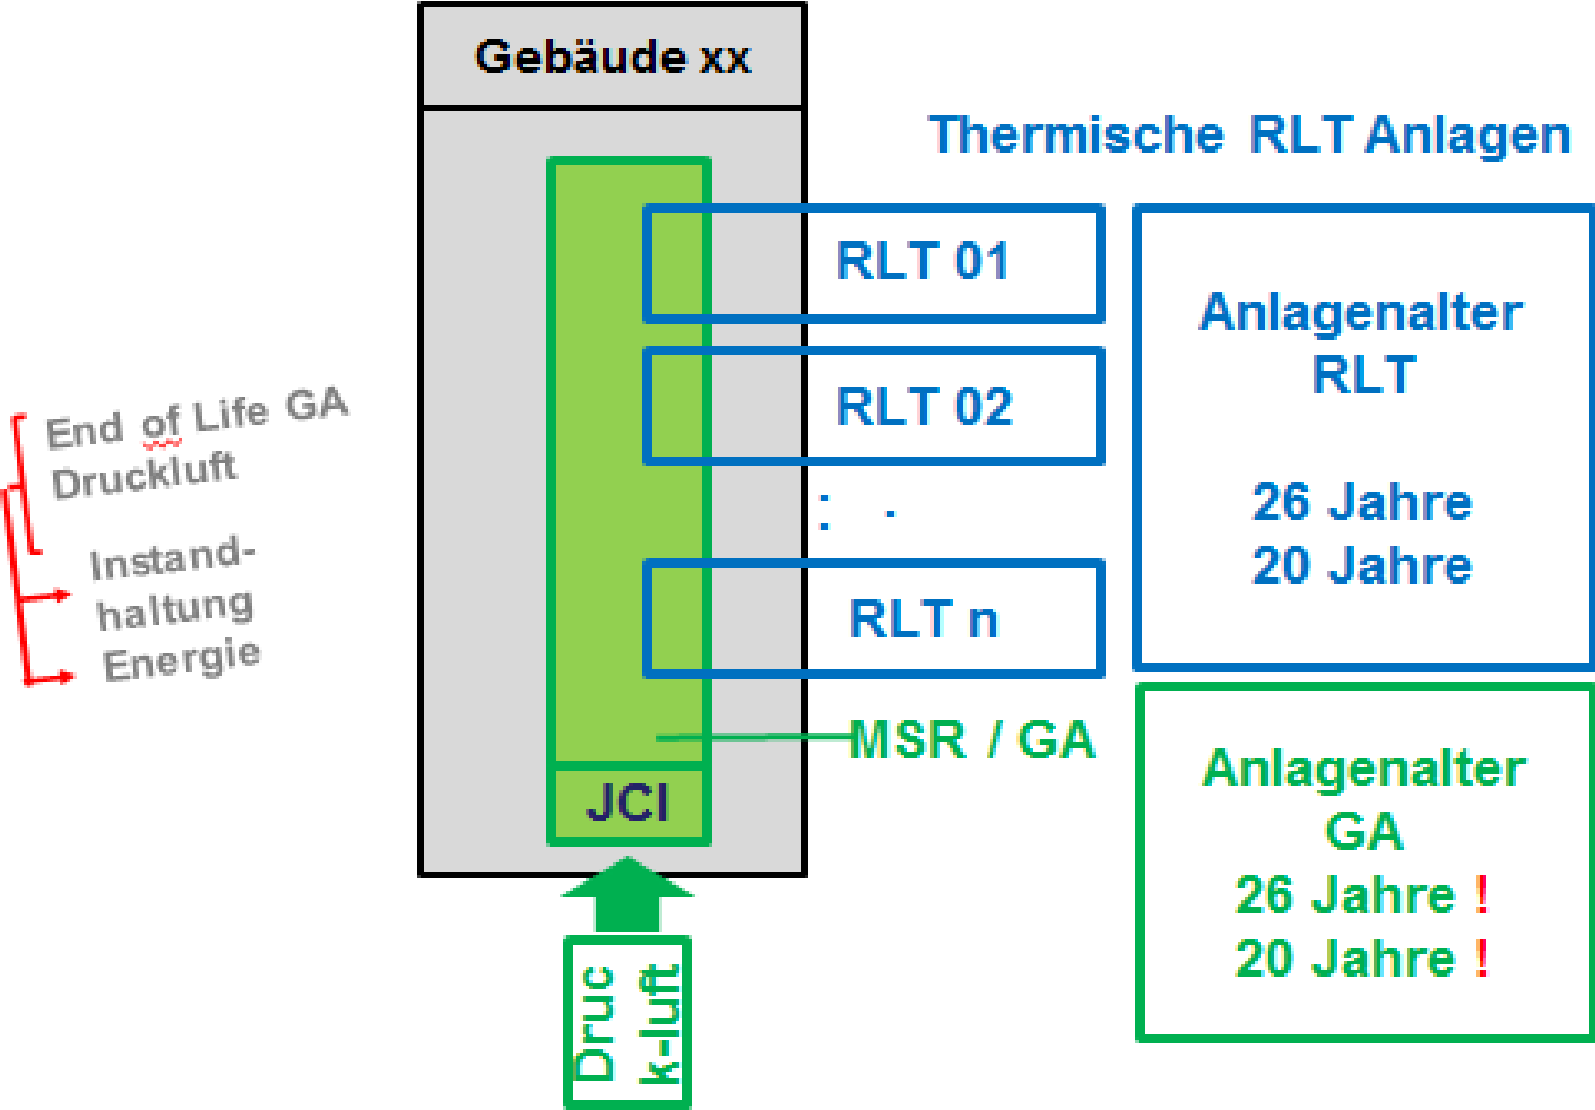 Gebäude xx
Thermische RLT Anlagen
RLT 01
RLT 02
: .
RLT n
MSR / GA
JCI
Druc
k-luft
Anlagenalter
RLT
26 Jahre
20 Jahre
Anlagenalter
GA
26 Jahre !
20 Jahre !
End of Life GA
Druckluft
Instand-
haltung
Energie